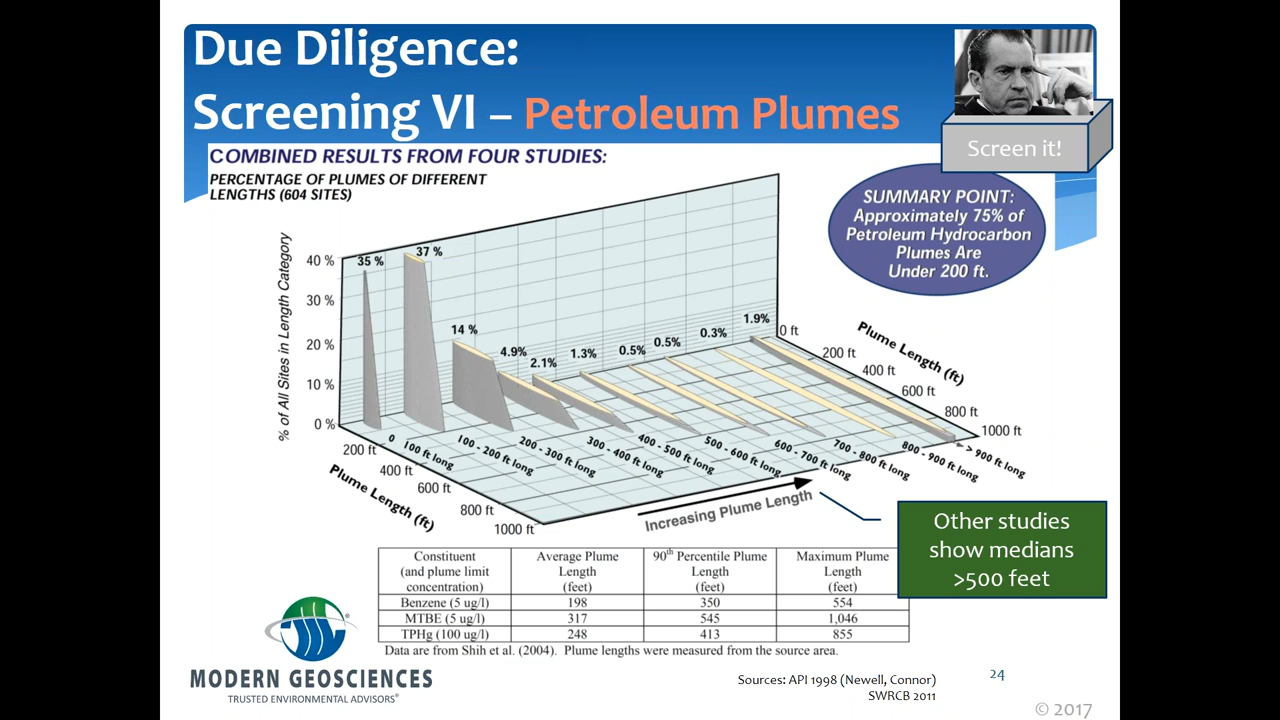 Due Diligence:
Screening VI – Petroleum Plumes
Screen it!
COMBINED RESULTS FROM FOUR STUDIES:
PERCENTAGE OF PLUMES OF DIFFERENT
LENGTHS (604 SITES)
SUMMARY POINT:
Approximately 75% of
Petroleum Hydrocarbon
Plumes Are
Under 200 ft.
% of All Sites in Length Category
40 %
30 %
20 %
10 %
0 %
35 %
37 %
14 %
4.9%
2.1%
1.3%
0.5%
0.5%
0.3%
1.9%
0 ft
200 ft
400 ft
600 ft
800 ft
1000 ft
Plume Length (ft)
200 ft
400 ft
600 ft
800 ft
1000 ft
Plume Length (ft)
0 100 ft long
100 - 200 ft long
200 - 300 ft long
300 - 400 ft long
400 - 500 ft long
500 - 600 ft long
600 - 700 ft long
700 - 800 ft long
800 - 900 ft long
> 900 ft long
Increasing Plume Length
Other studies
show medians
>500 feet
Constituent (and plume limit concentration) Average Plume Length (feet) 90th Percentile Plume Length (feet) Maximum Plume Length (feet)
Benzene (5 ug/l) 198 350 554
MTBE (5 ug/l) 317 545 1,046
TPHg (100 ug/l) 248 413 855
Data are from Shih et al. (2004). Plume lengths were measured from the source area.
MODERN GEOSCIENCES
TRUSTED ENVIRONMENTAL ADVISORS®
Sources: API 1998 (Newell, Connor)
SWRCB 2011
24
© 2017